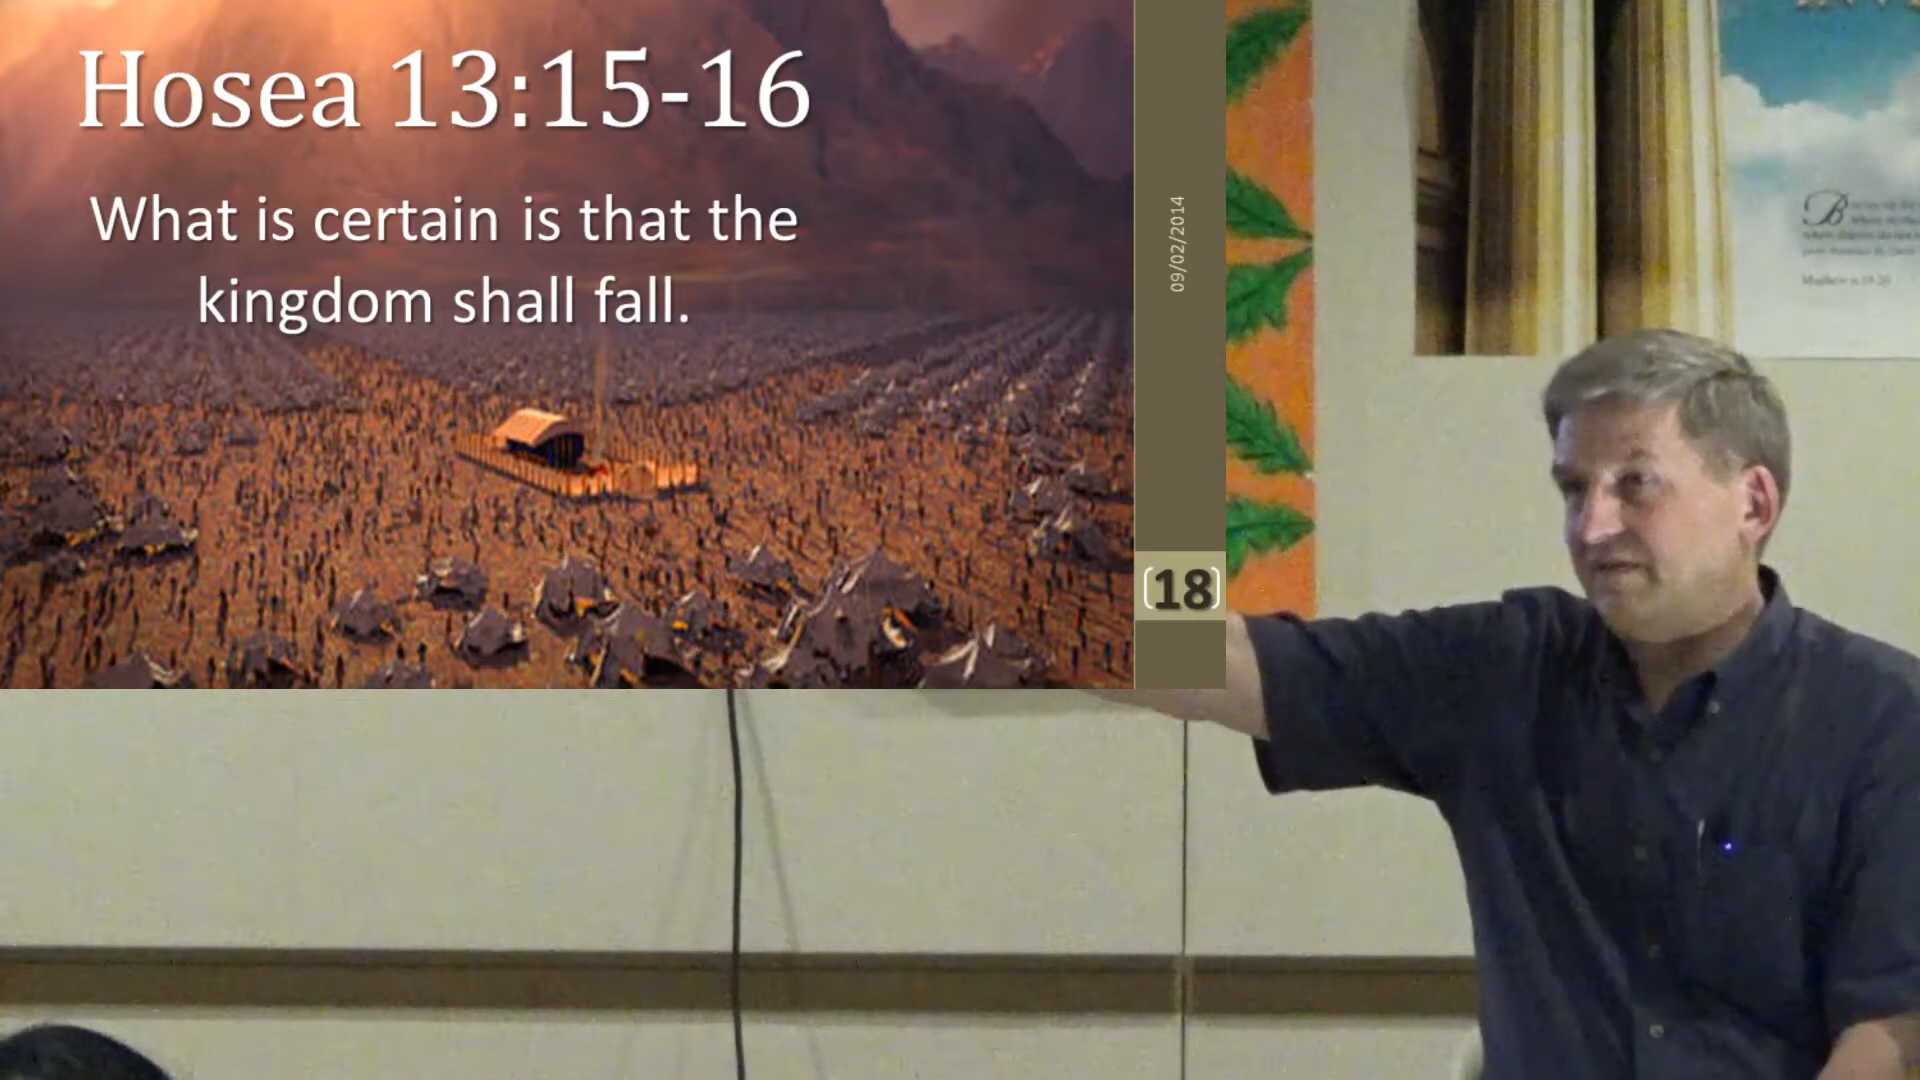 Hosea 13:15-16
What is certain is that the
kingdom shall fall.
09/02/2014
18